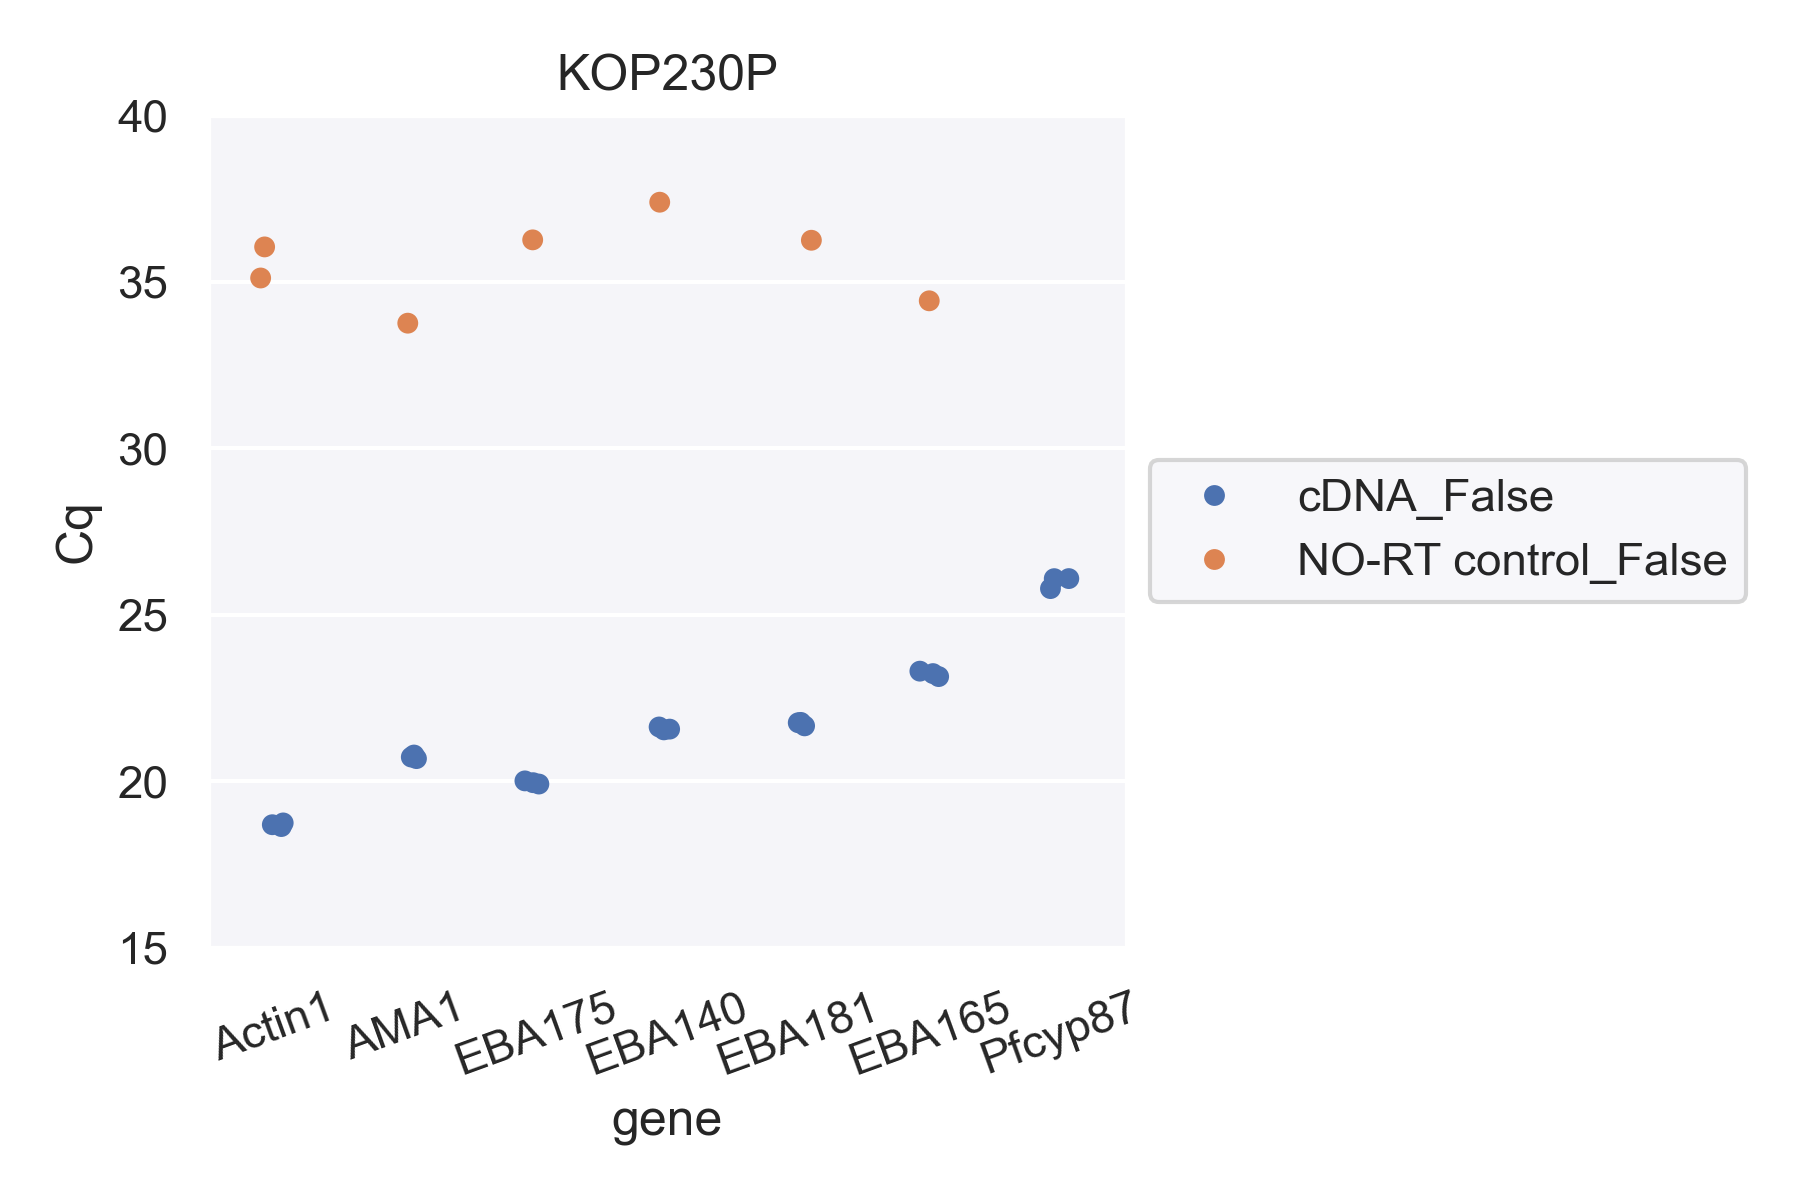 KOP230P
40
35
30
25
20
15
Cq
cDNA_False
NO-RT control_False
Actin1
AMA1
EBA175
EBA140
EBA181
EBA165
Pfcyp87
gene